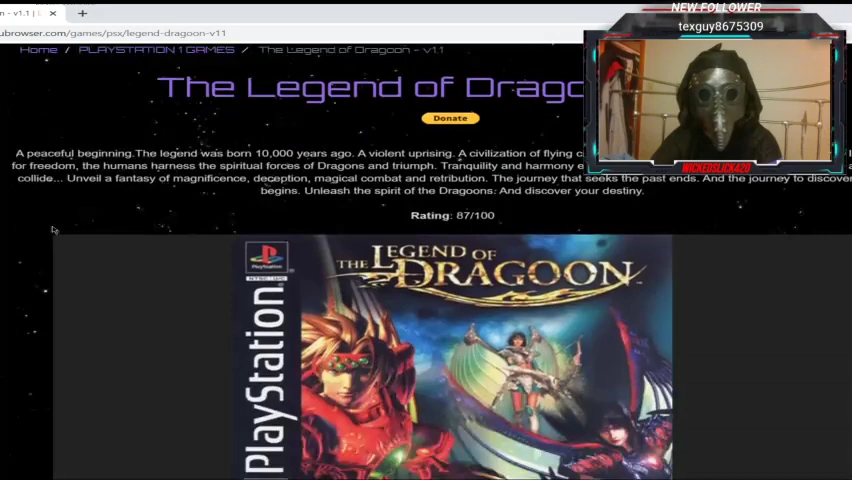 n - v1.1 | 
ubrowser.com/games/psx/legend-dragoon-v11
Home / PLAYSTATION 1 GAMES / The Legend of Dragoon - v1.1
NEW FOLLOWER
texguy8675309
The Legend of Drago
Donate
A peaceful beginning.The legend was born 10,000 years ago. A violent uprising. A civilization of flying c
for freedom, the humans harness the spiritual forces of Dragons and triumph. Tranquility and harmony e
collide... Unveil a fantasy of magnificence, deception, magical combat and retribution. The journey that seeks the past ends. And the journey to discover
begins. Unleash the spirit of the Dragoons. And discover your destiny.
WICKEDSLICK420
Rating: 87/100
PlayStation
NTSC U/C
PlayStation
THE LEGEND OF
DRAGOON